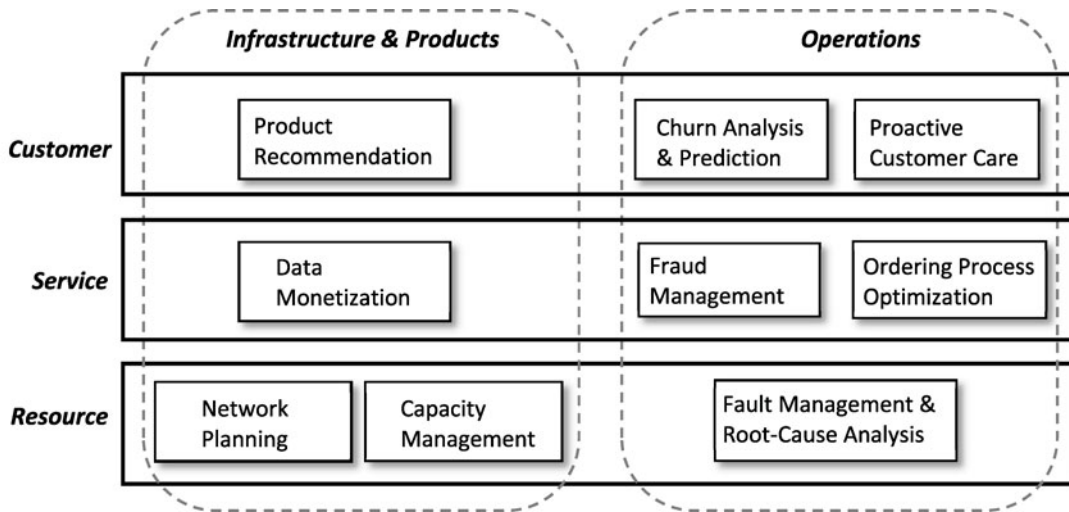 Infrastructure & Products
Operations
Customer
Product
Recommendation
Churn Analysis
& Prediction
Proactive
Customer Care
Service
Data
Monetization
Fraud
Management
Ordering Process
Optimization
Resource
Network
Planning
Capacity
Management
Fault Management &
Root-Cause Analysis